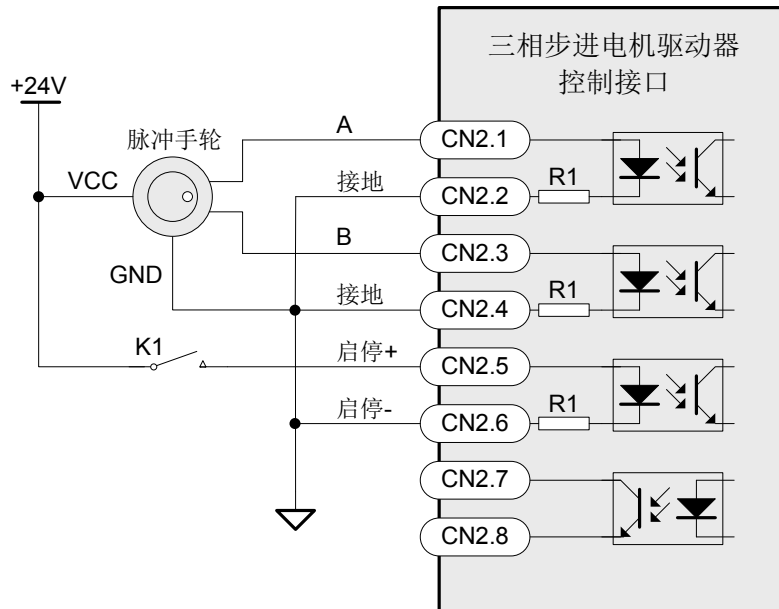 三相步进电机驱动器
控制接口
+24V
脉冲手轮
A
CN2.1
VCC
接地
CN2.2
R1
B
CN2.3
GND
接地
CN2.4
R1
K1
启停+
CN2.5
启停-
CN2.6
R1
CN2.7
CN2.8